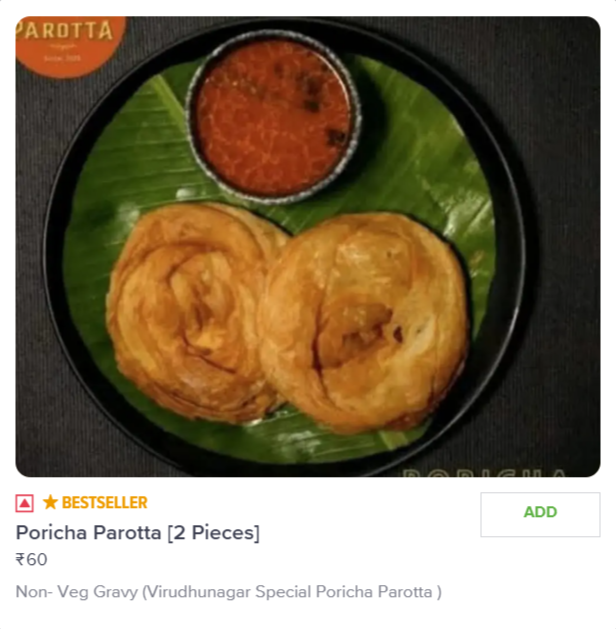 PAROTTA
BESTSELLER
Poricha Parotta [2 Pieces]
ADD
₹60
Non- Veg Gravy (Virudhunagar Special Poricha Parotta )